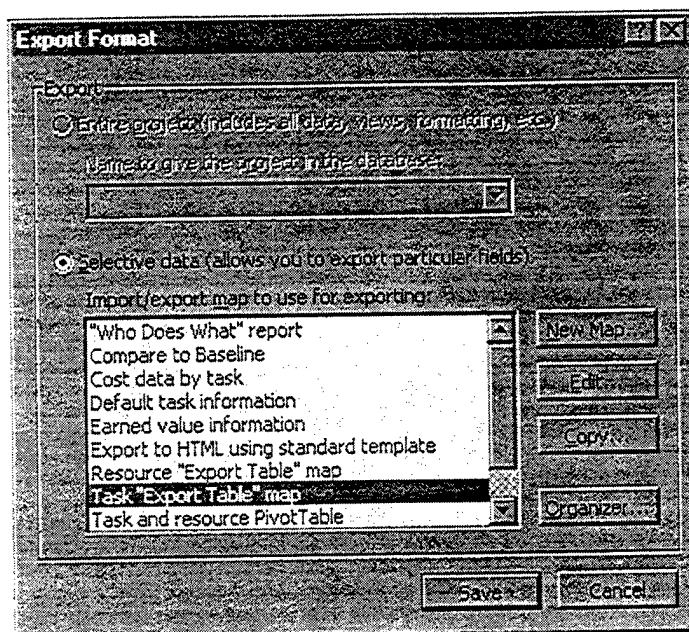 Export Format
Export
Entire project (includes all data, views, formatting, etc.)
Name to give the project in the database:
Selective data (allows you to export particular fields)
Import/export map to use for exporting:
"Who Does What" report
Compare to Baseline
Cost data by task
Default task information
Earned value information
Export to HTML using standard template
Resource "Export Table" map
Task "Export Table" map
Task and resource PivotTable
New Map...
Edit...
Copy...
Organizer...
Save
Cancel